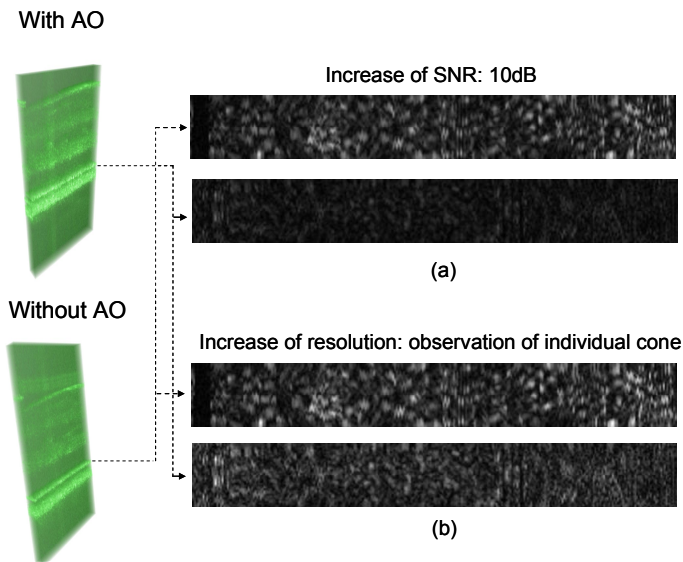 With AO
Increase of SNR: 10dB
(a)
Without AO
Increase of resolution: observation of individual cone
(b)